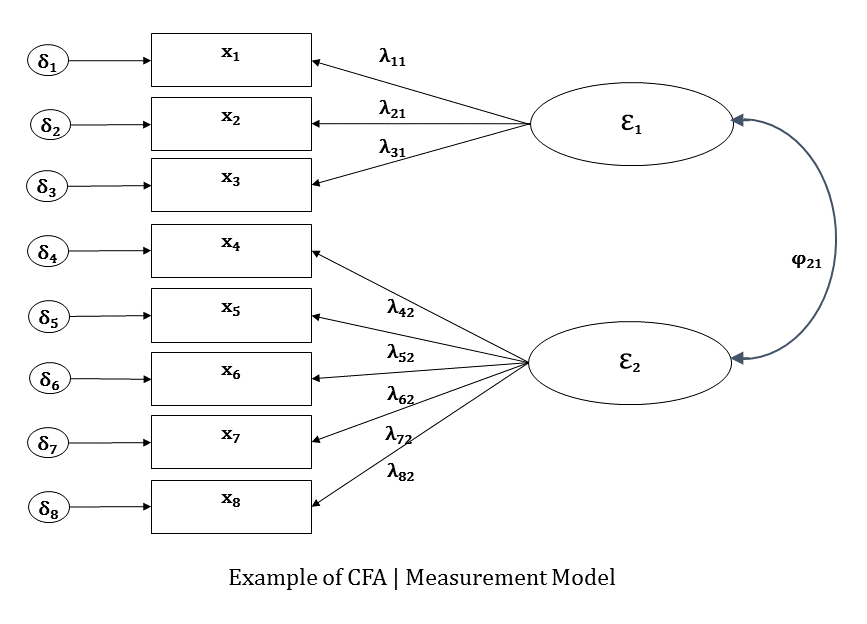 δ₁ x₁ λ₁₁
δ₂ x₂ λ₂₁ Ɛ₁
δ₃ x₃ λ₃₁
δ₄ x₄
φ₂₁
δ₅ x₅ λ₄₂
δ₆ x₆ λ₅₂ Ɛ₂
λ₆₂
δ₇ x₇ λ₇₂
λ₈₂
δ₈ x₈
Example of CFA | Measurement Model